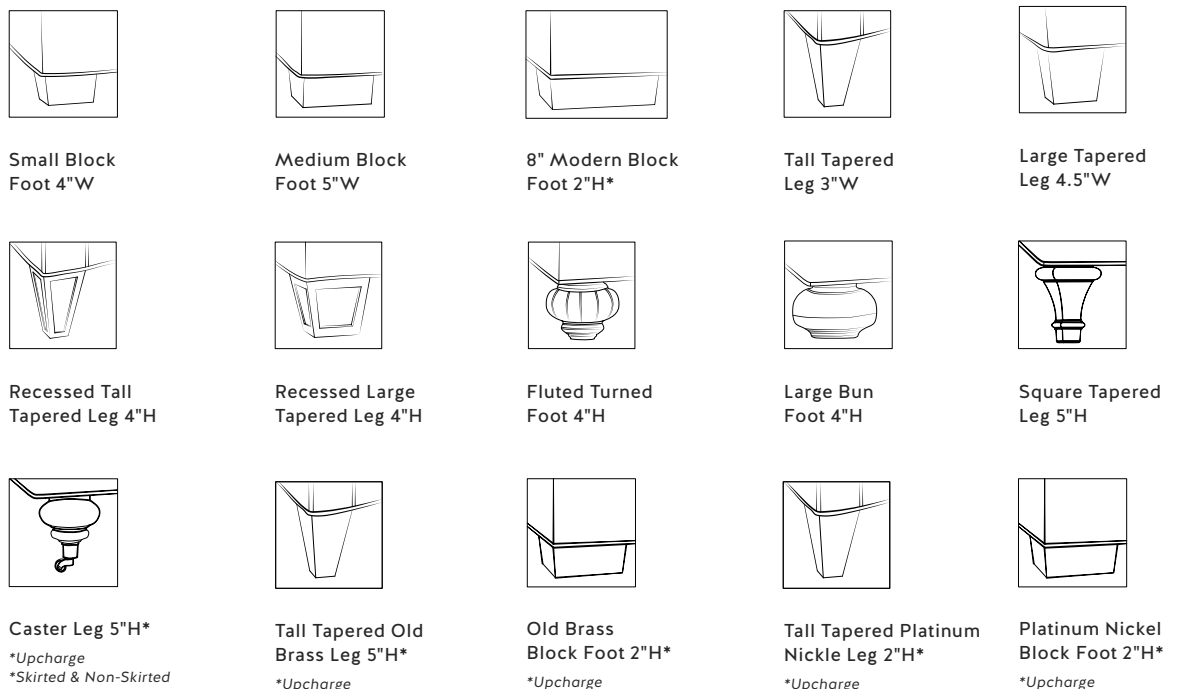 Small Block
Foot 4"W
Medium Block
Foot 5"W
8" Modern Block
Foot 2"H*
Tall Tapered
Leg 3"W
Large Tapered
Leg 4.5"W
Recessed Tall
Tapered Leg 4"H
Recessed Large
Tapered Leg 4"H
Fluted Turned
Foot 4"H
Large Bun
Foot 4"H
Square Tapered
Leg 5"H
Caster Leg 5"H*
*Upcharge
*Skirted & Non-Skirted
Tall Tapered Old
Brass Leg 5"H*
*Upcharge
Old Brass
Block Foot 2"H*
*Upcharge
Tall Tapered Platinum
Nickle Leg 2"H*
*Upcharge
Platinum Nickel
Block Foot 2"H*
*Upcharge